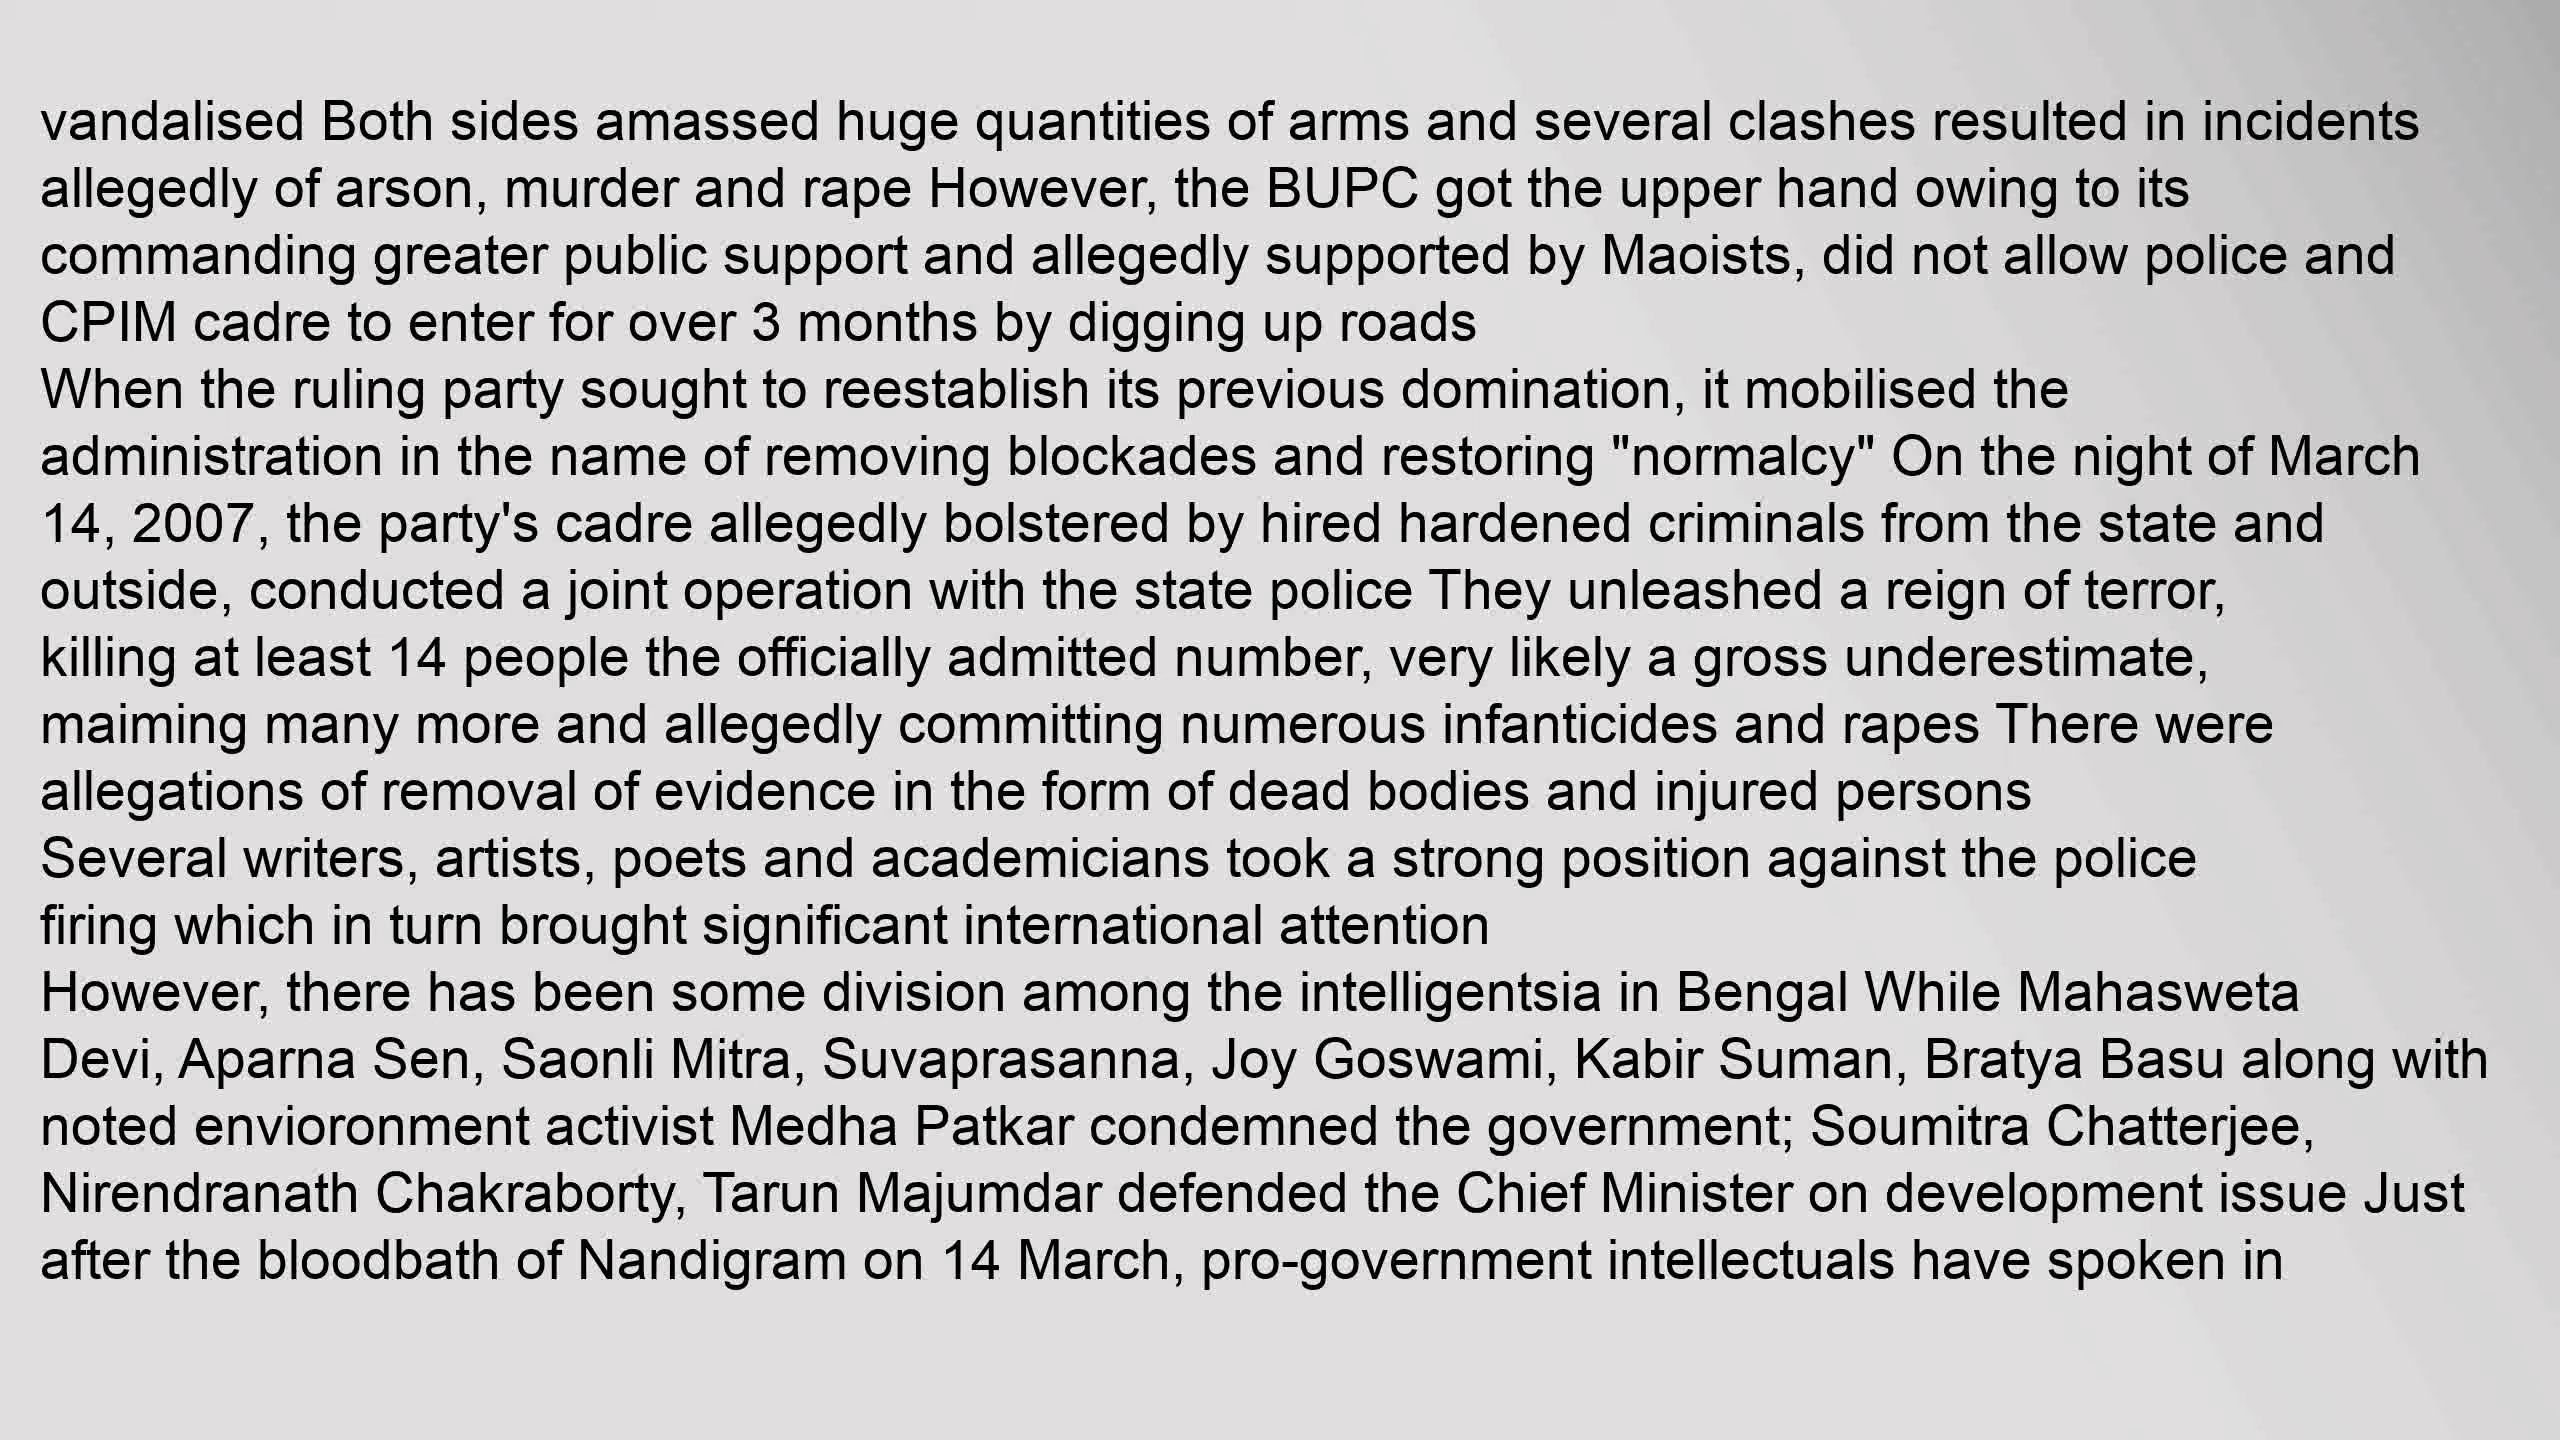 vandalised Both sides amassed huge quantities of arms and several clashes resulted in incidents
allegedly of arson, murder and rape However, the BUPC got the upper hand owing to its
commanding greater public support and allegedly supported by Maoists, did not allow police and
CPIM cadre to enter for over 3 months by digging up roads
When the ruling party sought to reestablish its previous domination, it mobilised the
administration in the name of removing blockades and restoring "normalcy" On the night of March
14, 2007, the party's cadre allegedly bolstered by hired hardened criminals from the state and
outside, conducted a joint operation with the state police They unleashed a reign of terror,
killing at least 14 people the officially admitted number, very likely a gross underestimate,
maiming many more and allegedly committing numerous infanticides and rapes There were
allegations of removal of evidence in the form of dead bodies and injured persons
Several writers, artists, poets and academicians took a strong position against the police
firing which in turn brought significant international attention
However, there has been some division among the intelligentsia in Bengal While Mahasweta
Devi, Aparna Sen, Saonli Mitra, Suvaprasanna, Joy Goswami, Kabir Suman, Bratya Basu along with
noted envioronment activist Medha Patkar condemned the government; Soumitra Chatterjee,
Nirendranath Chakraborty, Tarun Majumdar defended the Chief Minister on development issue Just
after the bloodbath of Nandigram on 14 March, pro-government intellectuals have spoken in